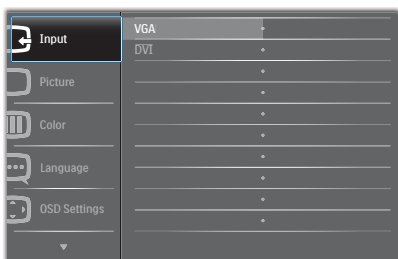 Input
VGA
DVI
Picture
Color
Language
OSD Settings